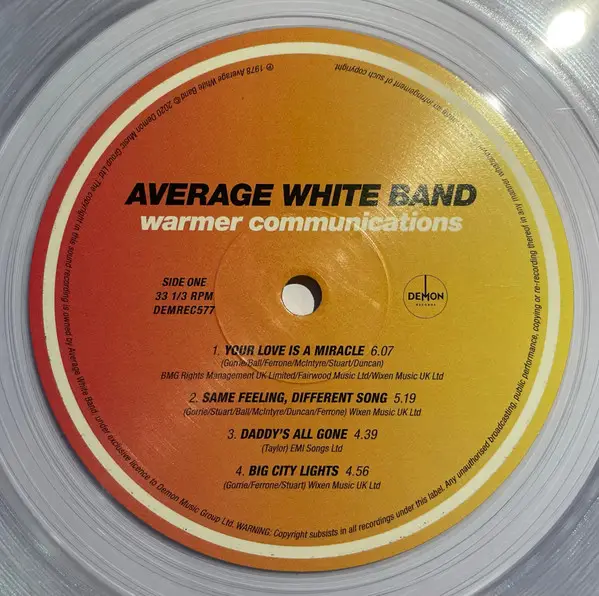 AVERAGE WHITE BAND
warmer communications
SIDE ONE
33 1/3 RPM
DEMREC577
DEMON
RECORDS
1. YOUR LOVE IS A MIRACLE 6.07
(Gorrie/Ball/Ferrone/McIntyre/Stuart/Duncan)
BMG Rights Management UK Limited/Fairwood Music Ltd/Wixen Music UK Ltd
2. SAME FEELING, DIFFERENT SONG 5.19
(Gorrie/Stuart/Ball/McIntyre/Duncan/Ferrone) Wixen Music UK Ltd
3. DADDY'S ALL GONE 4.39
(Taylor) EMI Songs Ltd
4. BIG CITY LIGHTS 4.56
(Gorrie/Ferrone/Stuart) Wixen Music UK Ltd
℗ 1978 Average White Band © 2020 Demon Music Group Ltd. The copyright in this sound recording is owned by Average White Band, under exclusive licence to Demon Music Group Ltd. WARNING: Copyright subsists in all recordings under this label. Any unauthorised broadcasting, public performance, copying or re-recording thereof in any manner whatsoever an infringement of such copyright.